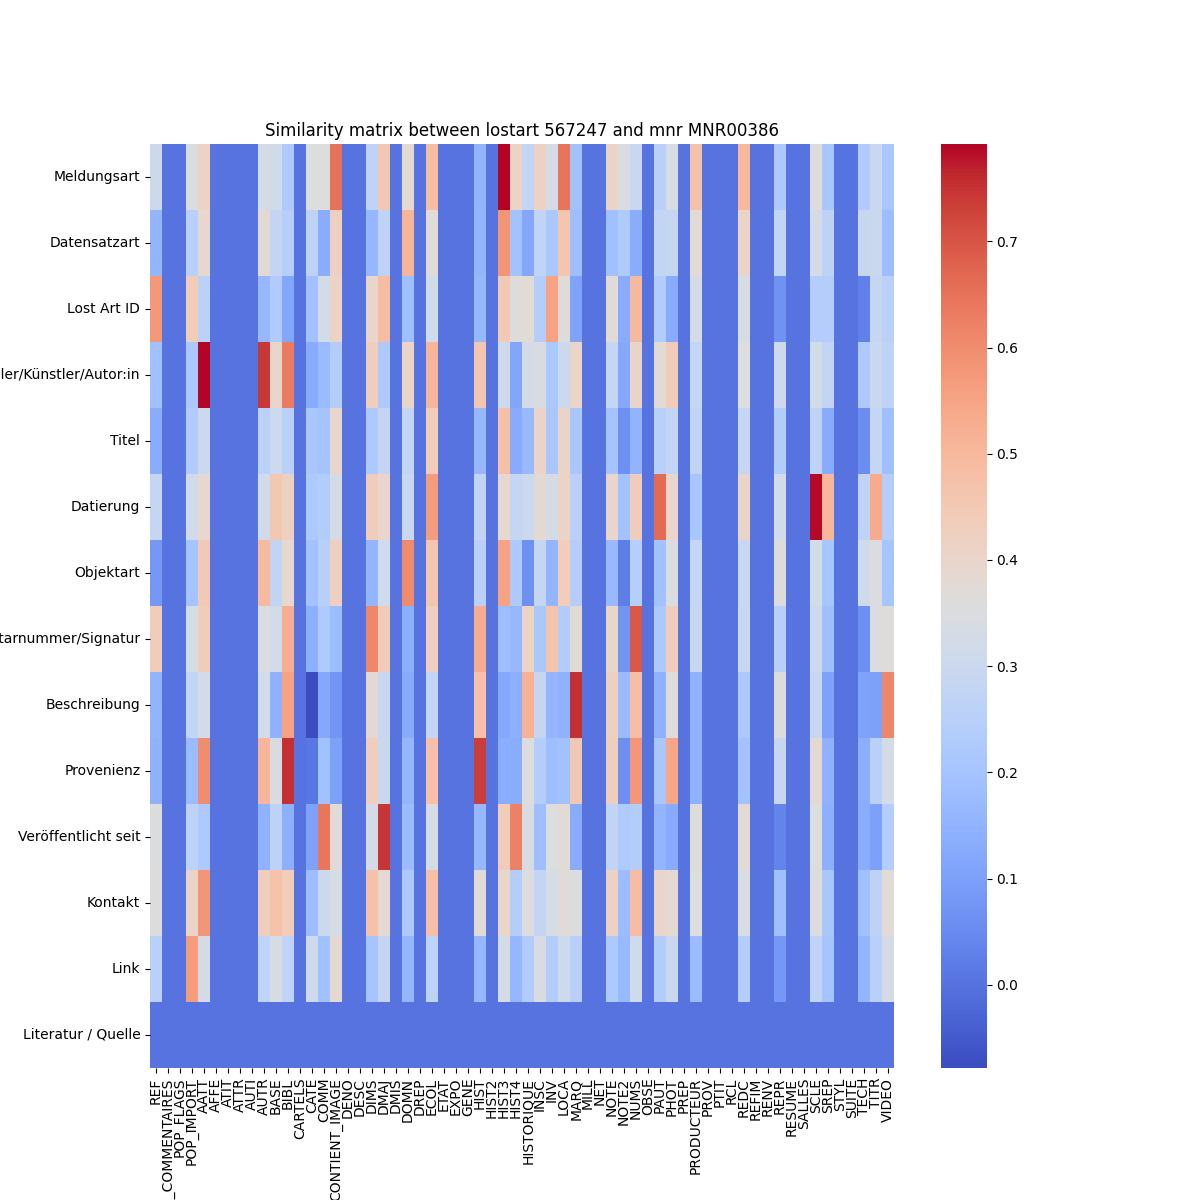 Similarity matrix between lostart 567247 and mnr MNR00386
Meldungsart
Datensatzart
Lost Art ID
ler/Künstler/Autor:in
Titel
Datierung
Objektart
tarnummer/Signatur
Beschreibung
Provenienz
Veröffentlicht seit
Kontakt
Link
Literatur / Quelle
REF
_COMMENTAIRES
POP_FLAGS
POP_IMPORT
AATT
AFFE
ATIT
ATTR
AUTI
AUTR
BASE
BIBL
CARTELS
CATE
COMM
CONTIENT_IMAGE
DENO
DESC
DIMS
DMAJ
DMIS
DOMN
DREP
ECOL
ETAT
EXPO
GENE
HIST
HIST2
HIST3
HIST4
HISTORIQUE
INSC
INV
LOCA
MARQ
MILL
NET
NOTE
NOTE2
NUMS
OBSE
PAUT
PHOT
PREP
PRODUCTEUR
PROV
PTIT
RCL
REDC
REFIM
RENV
REPR
RESUME
SALLES
SCLE
SREP
STYL
SUITE
TECH
TITR
VIDEO
0.7
0.6
0.5
0.4
0.3
0.2
0.1
0.0